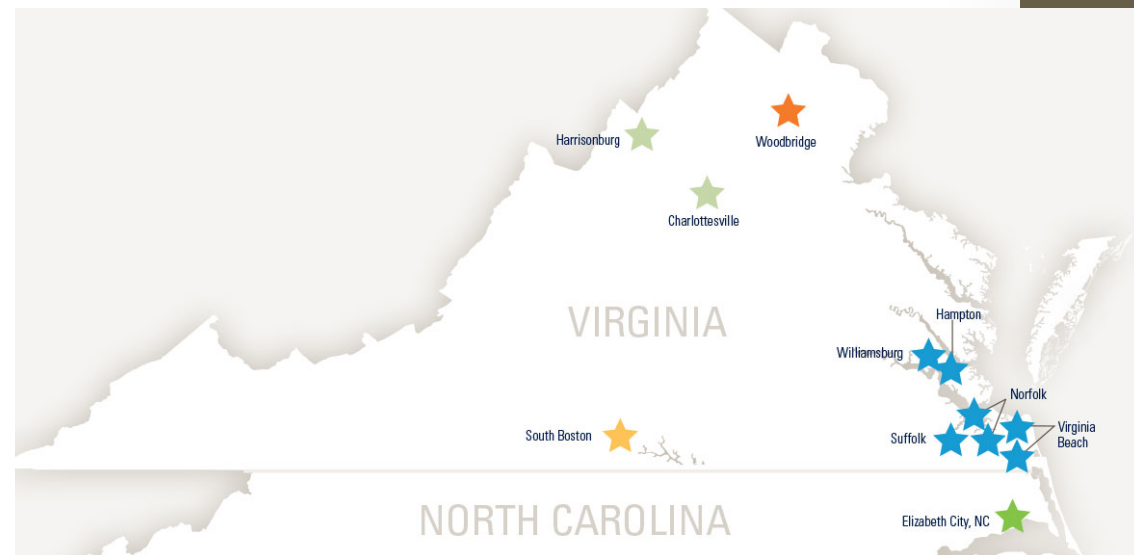 Harrisonburg
Woodbridge
Charlottesville
VIRGINIA
Hampton
Williamsburg
Norfolk
South Boston
Suffolk
Virginia
Beach
NORTH CAROLINA
Elizabeth City, NC